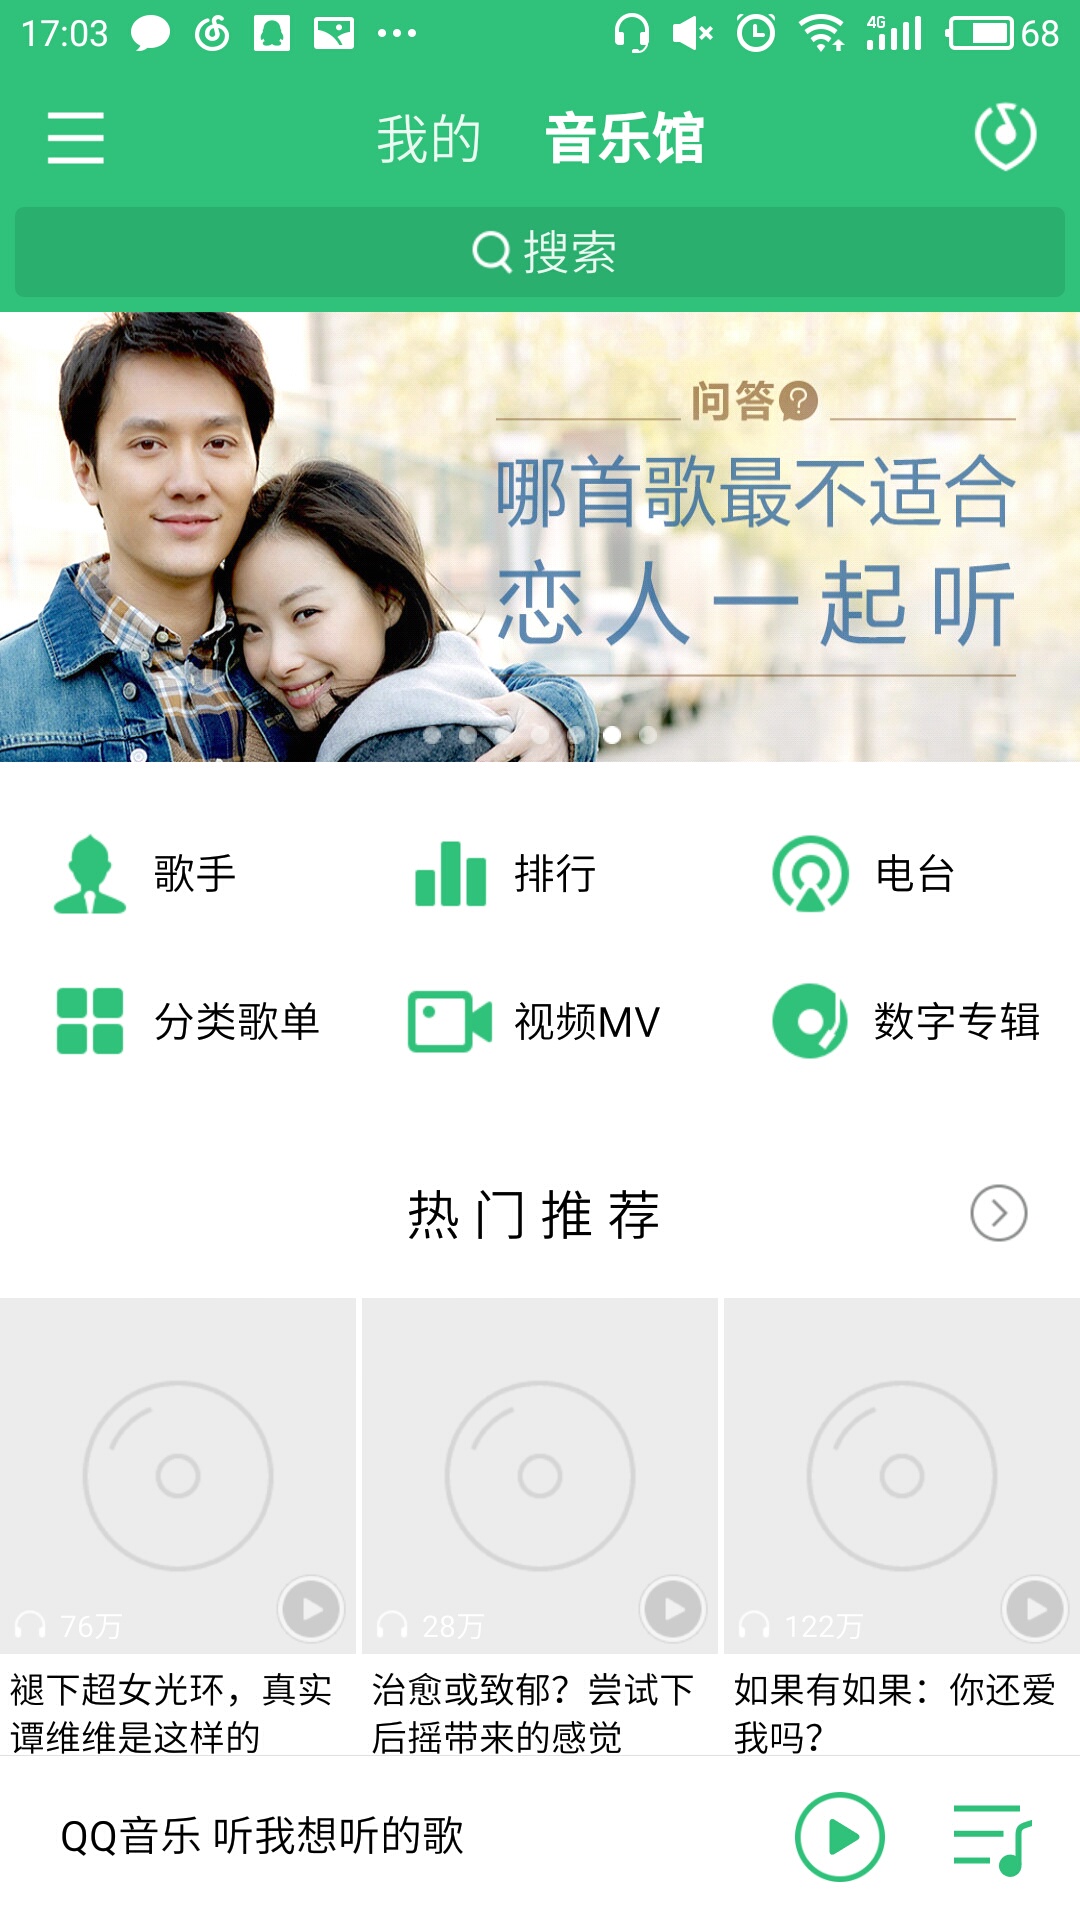 17:03
4G
68
我的 音乐馆
搜索
问答?
哪首歌最不适合
恋人一起听
歌手 排行 电台
分类歌单 视频MV 数字专辑
热门推荐
76万 28万 122万
褪下超女光环，真实
谭维维是这样的
治愈或致郁？尝试下
后摇带来的感觉
如果有如果：你还爱
我吗？
QQ音乐 听我想听的歌